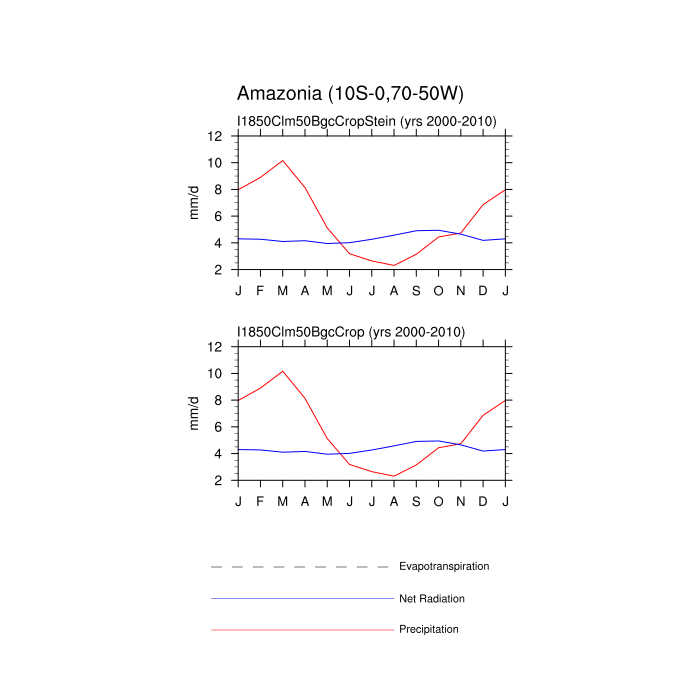 Amazonia (10S-0,70-50W)
I1850Clm50BgcCropStein (yrs 2000-2010)
12
10
8
6
4
2
mm/d
J F M A M J J A S O N D J
I1850Clm50BgcCrop (yrs 2000-2010)
12
10
8
6
4
2
mm/d
J F M A M J J A S O N D J
Evapotranspiration
Net Radiation
Precipitation